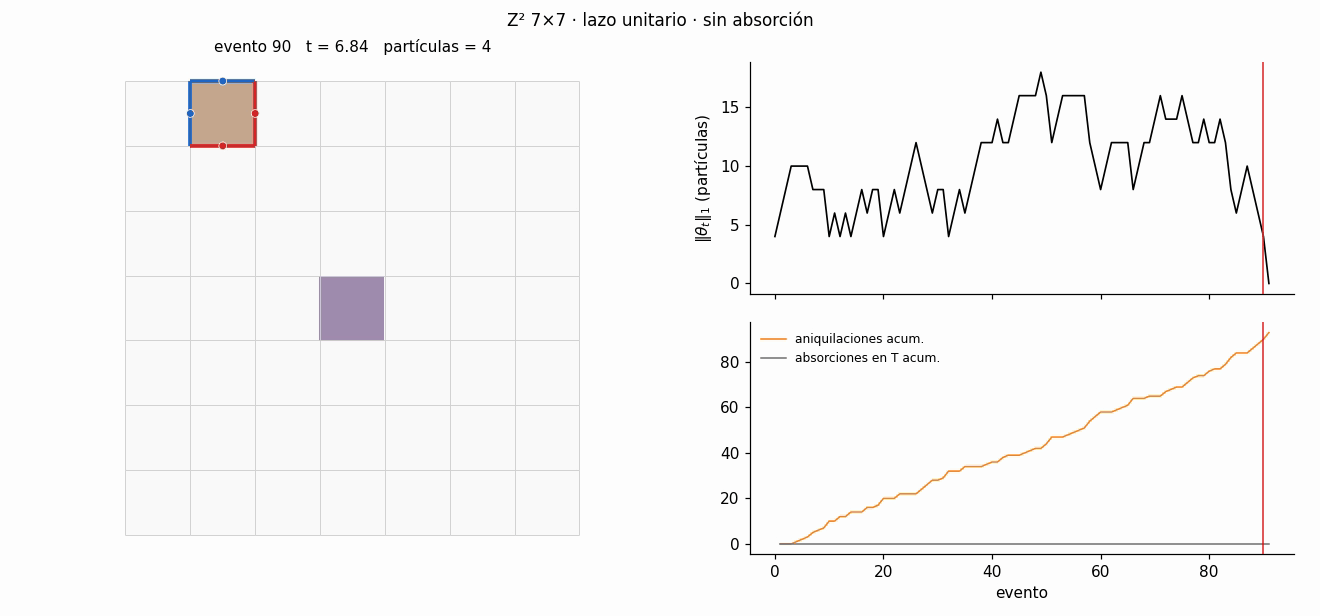 Z² 7×7 · lazo unitario · sin absorción
evento 90   t = 6.84   partículas = 4
‖θₜ‖₁ (partículas)
15
10
5
0
aniquilaciones acum.
absorciones en T acum.
80
60
40
20
0
0 20 40 60 80
evento